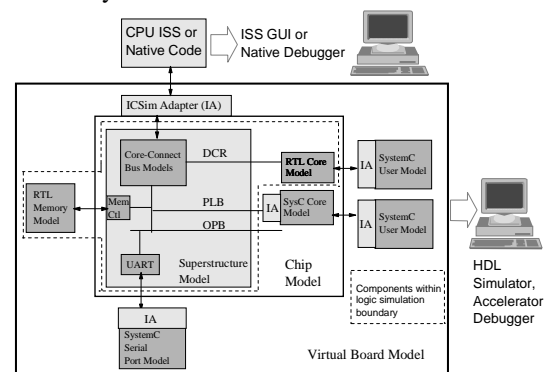 CPU ISS or
Native Code
ISS GUI or
Native Debugger
ICSim Adapter (IA)
Core-Connect
Bus Models
DCR
RTL Core
Model
IA
SystemC
User Model
RTL
Memory
Model
Mem
Ctl
PLB
IA
SysC Core
Model
IA
SystemC
User Model
OPB
UART
Superstructure
Model
Chip
Model
Components within
logic simulation
boundary
HDL
Simulator,
Accelerator
Debugger
IA
SystemC
Serial
Port Model
Virtual Board Model